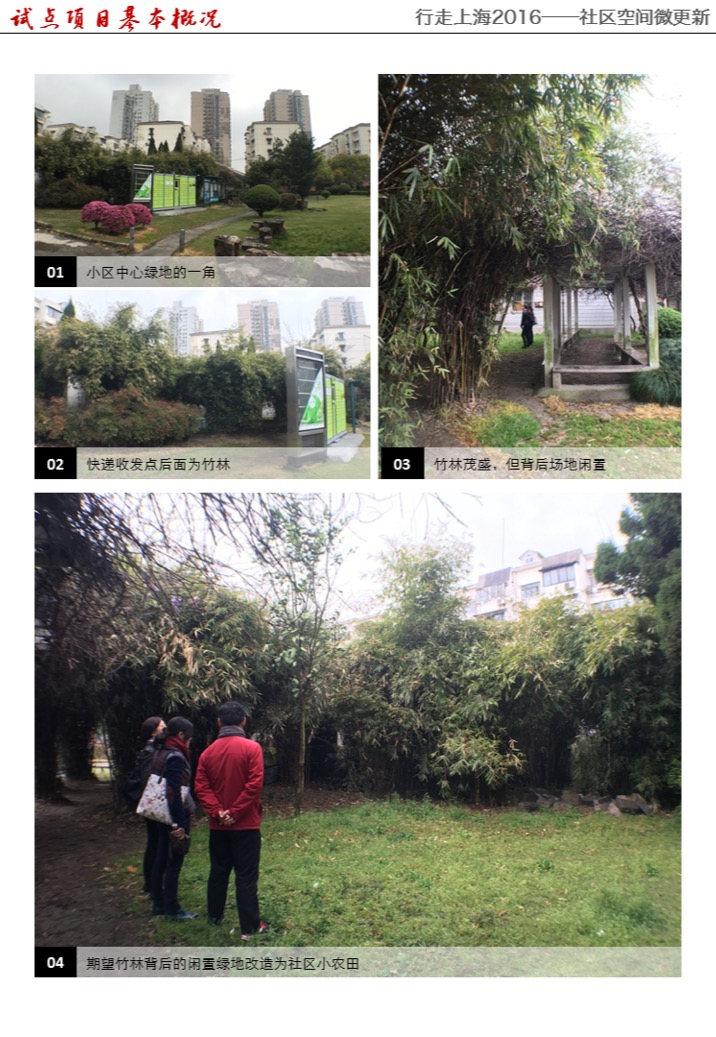 试点项目基本概况
行走上海2016——社区空间微更新
01 小区中心绿地的一角
02 快递收发点后面为竹林
03 竹林茂盛，但背后场地闲置
04 期望竹林背后的闲置绿地改造为社区小农田